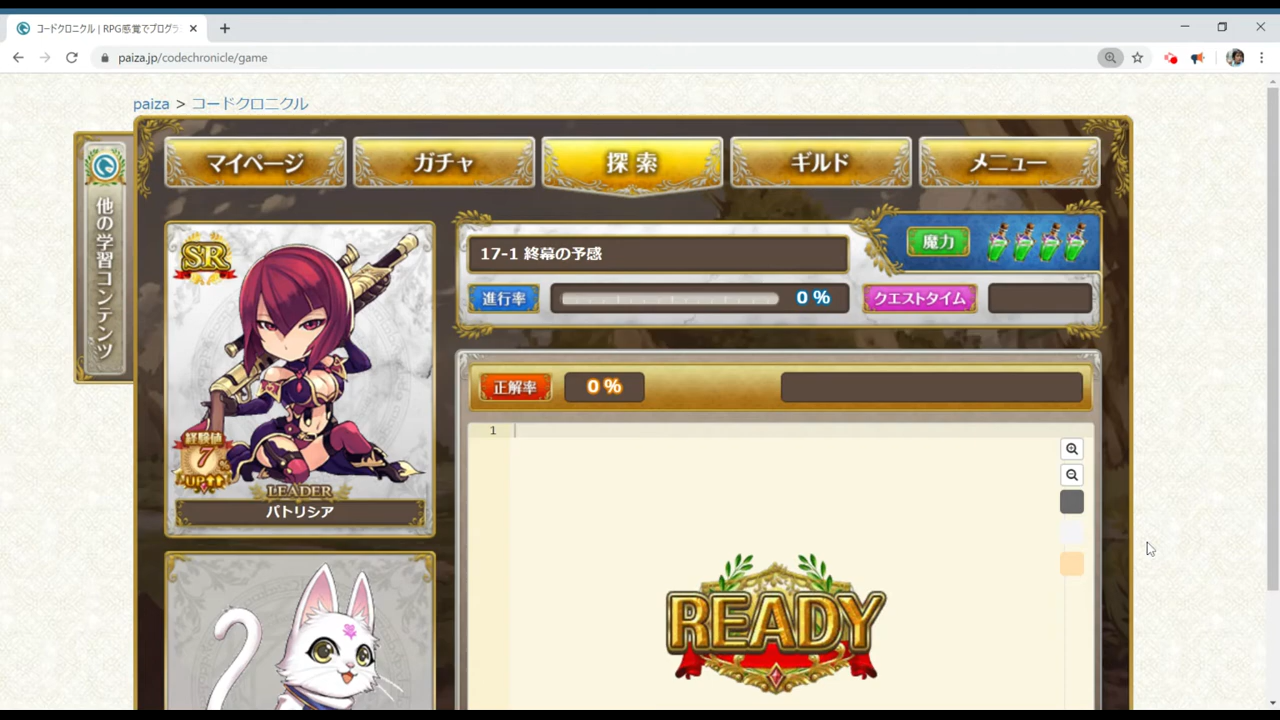 コードクロニクル | RPG感覚でプログラ
paiza.jp/codechronicle/game
paiza > コードクロニクル
他の学習コンテンツ
マイページ
ガチャ
探索
ギルド
メニュー
SR
経験値
7%
UP
LEADER
パトリシア
17-1 終幕の予感
魔力
進行率
0 %
クエストタイム
正解率
0 %
1
READY